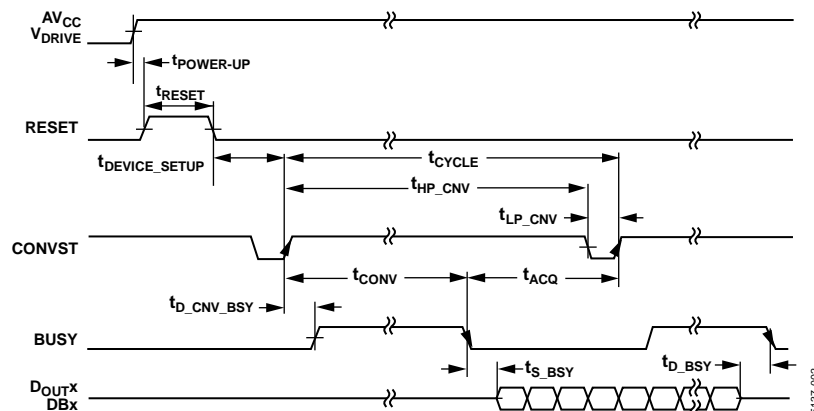 AVCC
VDRIVE
tPOWER-UP
tRESET
RESET
tDEVICE_SETUP
tCYCLE
tHP_CNV
tLP_CNV
CONVST
tCONV
tACQ
tD_CNV_BSY
BUSY
tS_BSY
tD_BSY
DOUTx
DBx